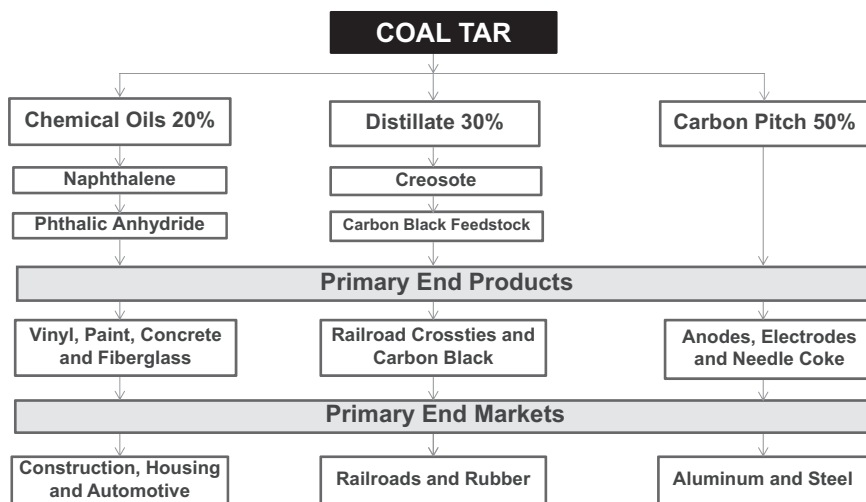 COAL TAR
Chemical Oils 20%
Distillate 30%
Carbon Pitch 50%
Naphthalene
Creosote
Phthalic Anhydride
Carbon Black Feedstock
Primary End Products
Vinyl, Paint, Concrete
and Fiberglass
Railroad Crossties and
Carbon Black
Anodes, Electrodes
and Needle Coke
Primary End Markets
Construction, Housing
and Automotive
Railroads and Rubber
Aluminum and Steel